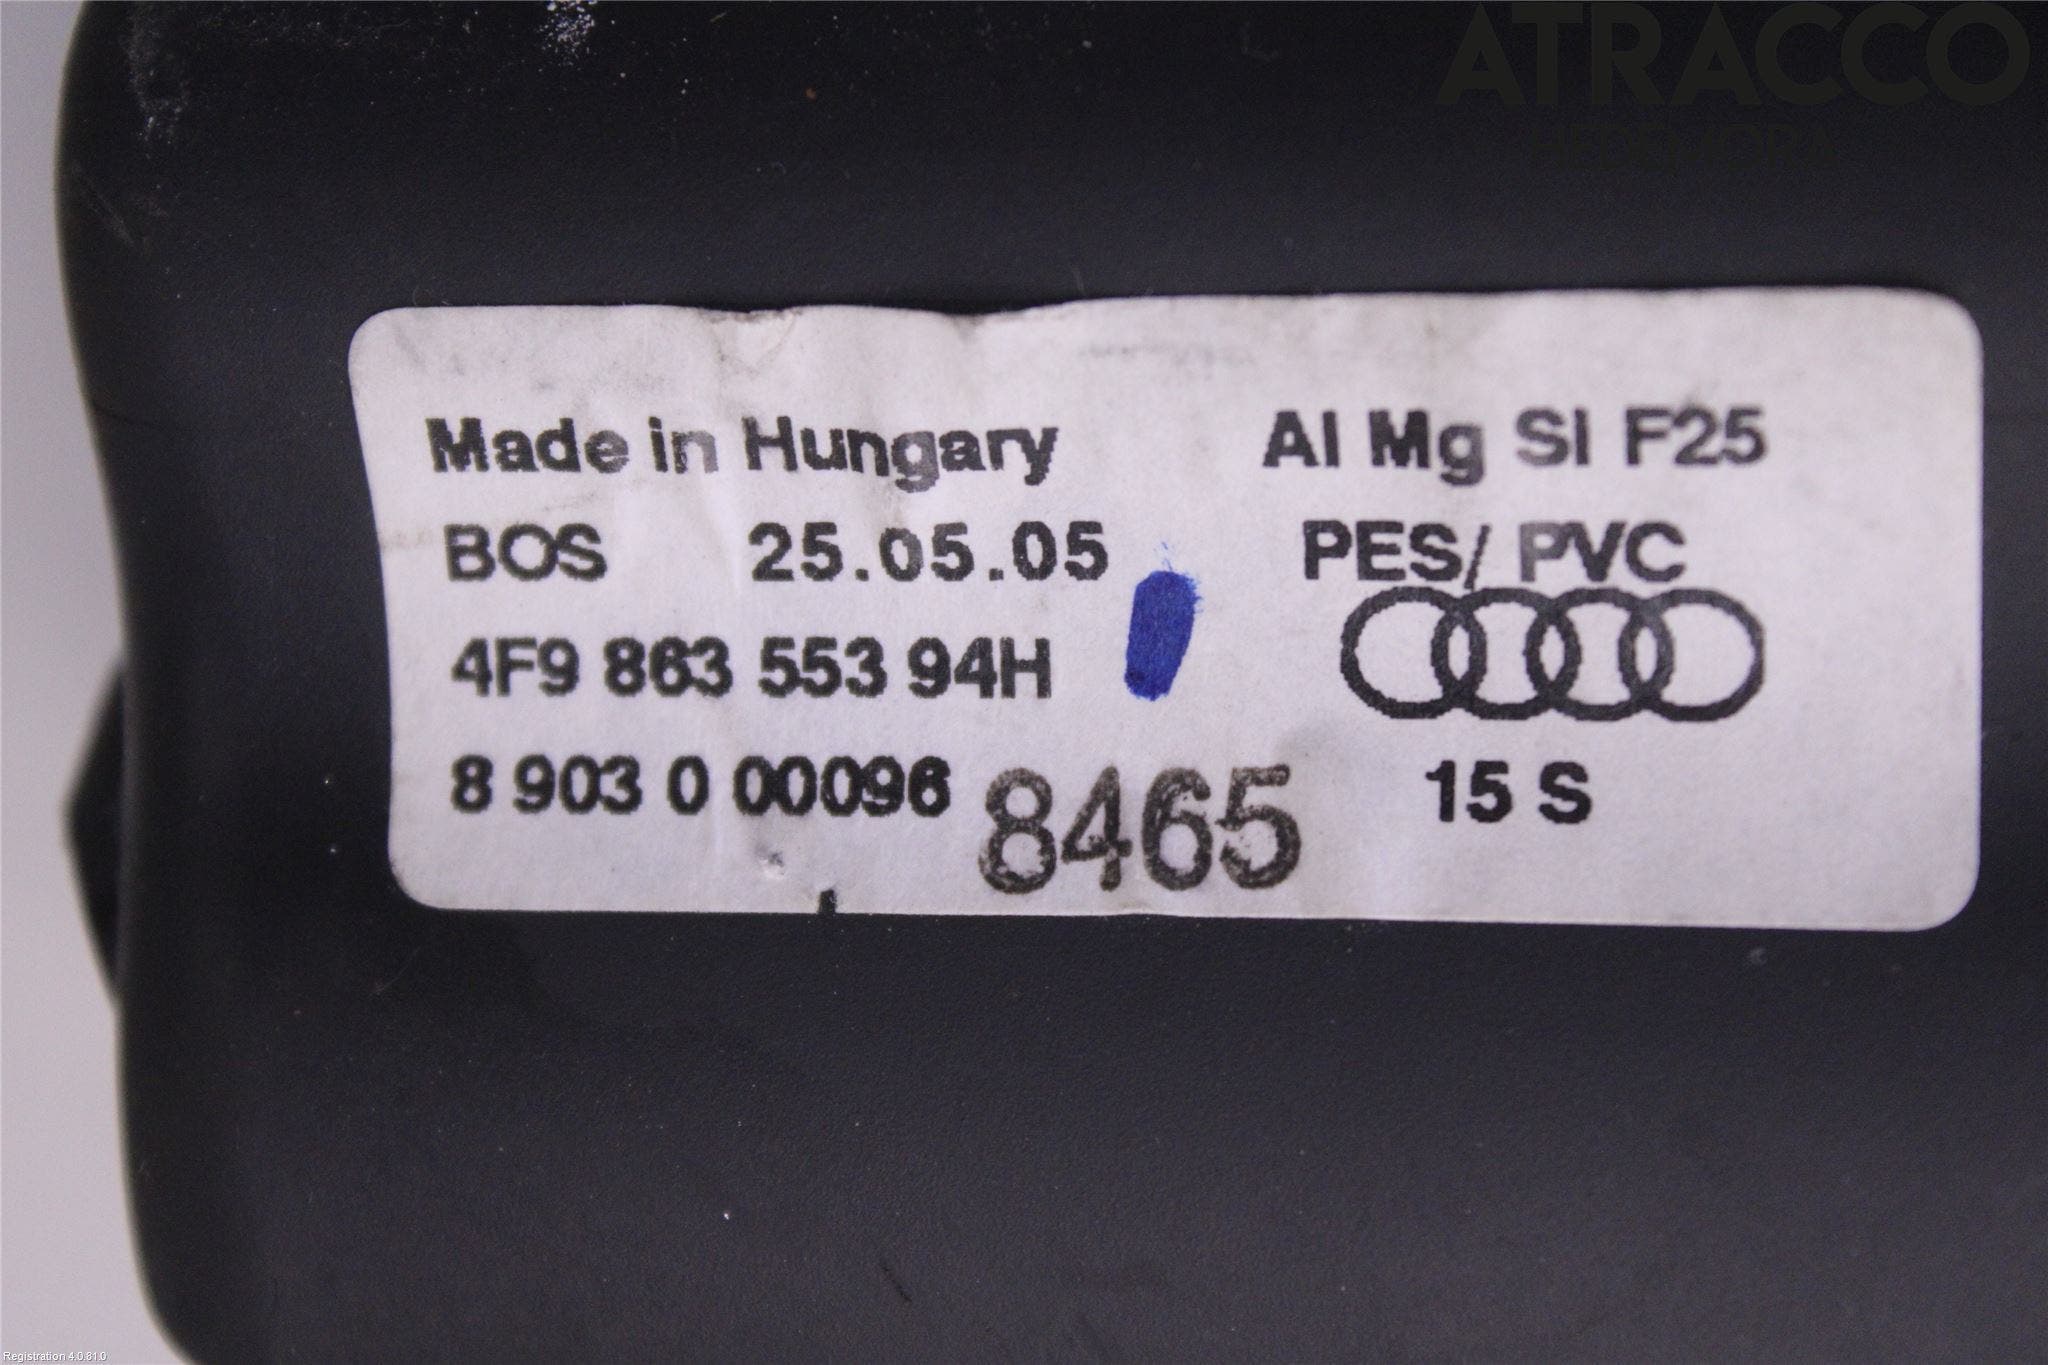 ATRACCO
HEDEMORA
Made in Hungary
Al Mg SI F25
BOS 25.05.05
PES/ PVC
4F9 863 553 94H
8 903 0 00096
8465
15 S
Registration 4.0.81.0